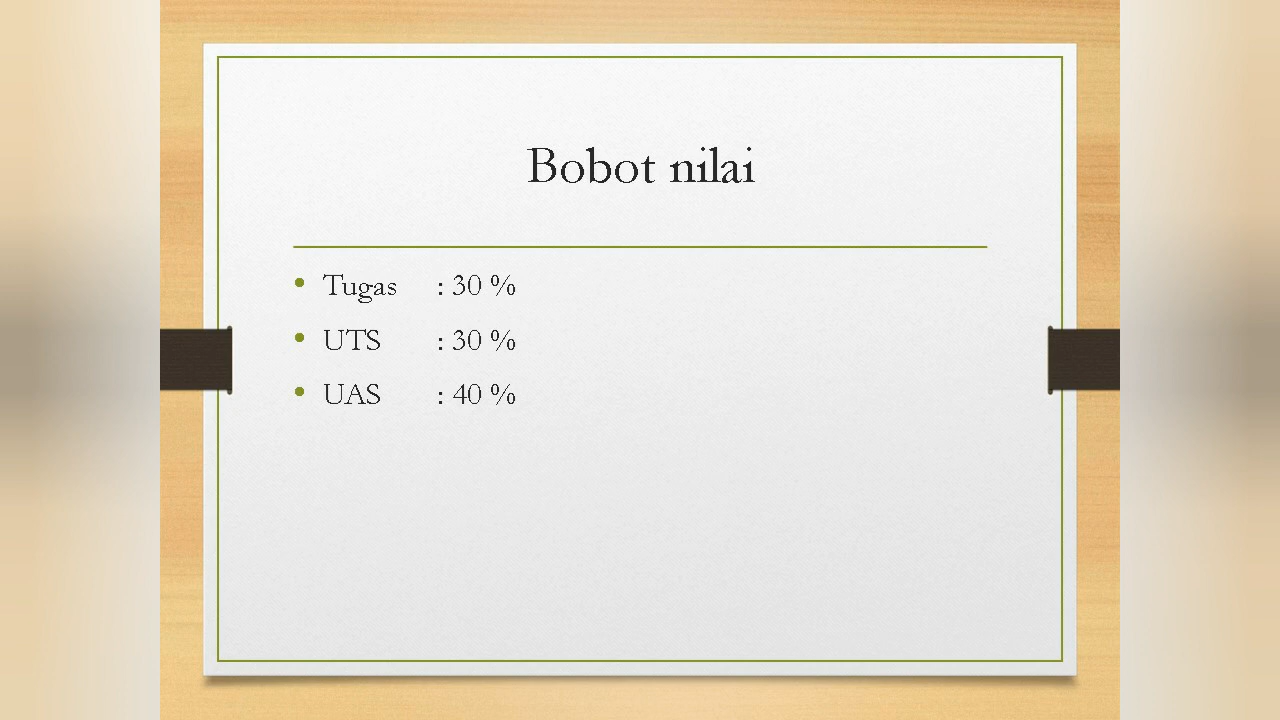 Bobot nilai
• Tugas : 30 %
• UTS : 30 %
• UAS : 40 %